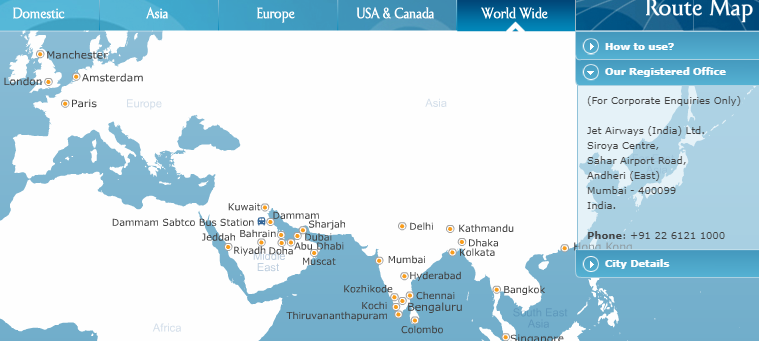 Domestic
Asia
Europe
USA & Canada
World Wide
Route Map
How to use?
Our Registered Office
(For Corporate Enquiries Only)
Jet Airways (India) Ltd.
Siroya Centre,
Sahar Airport Road,
Andheri (East)
Mumbai - 400099
India.
Phone: +91 22 6121 1000
City Details
Manchester
London
Amsterdam
Paris
Europe
Asia
Kuwait
Dammam
Dammam Sabtco Bus Station
Sharjah
Bahrain
Dubai
Jeddah
Riyadh
Doha
Abu Dhabi
Muscat
Middle
East
Delhi
Kathmandu
Dhaka
Kolkata
Hong Kong
Mumbai
Hyderabad
Kozhikode
Chennai
Kochi
Bengaluru
Thiruvananthapuram
Colombo
Bangkok
South East
Asia
Singapore
Africa